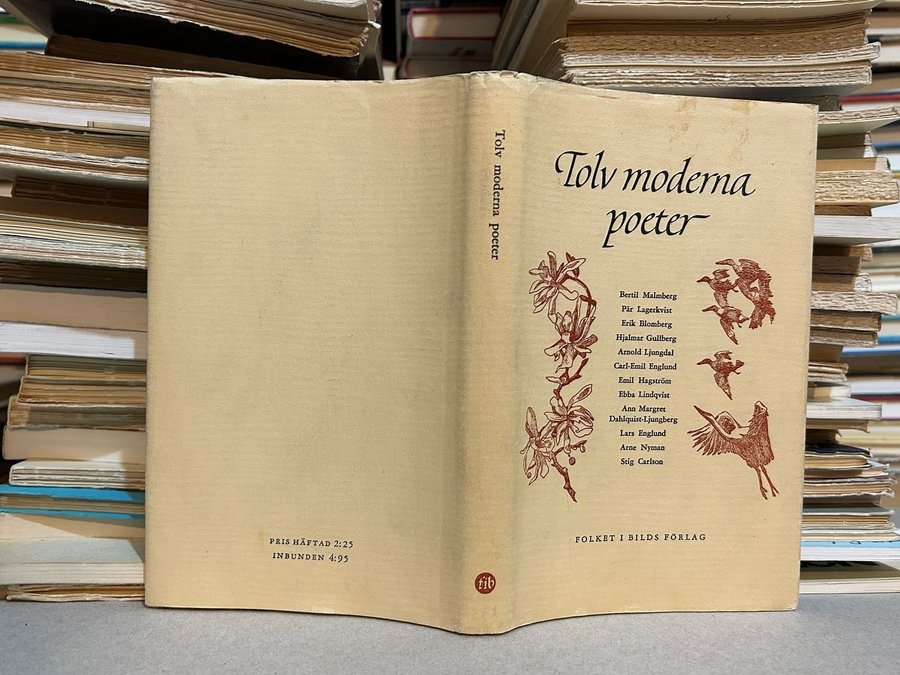 Tolv moderna
poeter
Bertil Malmberg
Pär Lagerkvist
Erik Blomberg
Hjalmar Gullberg
Arnold Ljungdal
Carl-Emil Englund
Emil Hagström
Ebba Lindqvist
Ann Margret
Dahlquist-Ljungberg
Lars Englund
Arne Nyman
Stig Carlson
FOLKET I BILDS FÖRLAG
Tolv moderna poeter
fib
PRIS HÄFTAD 2:25
INBUNDEN 4:95